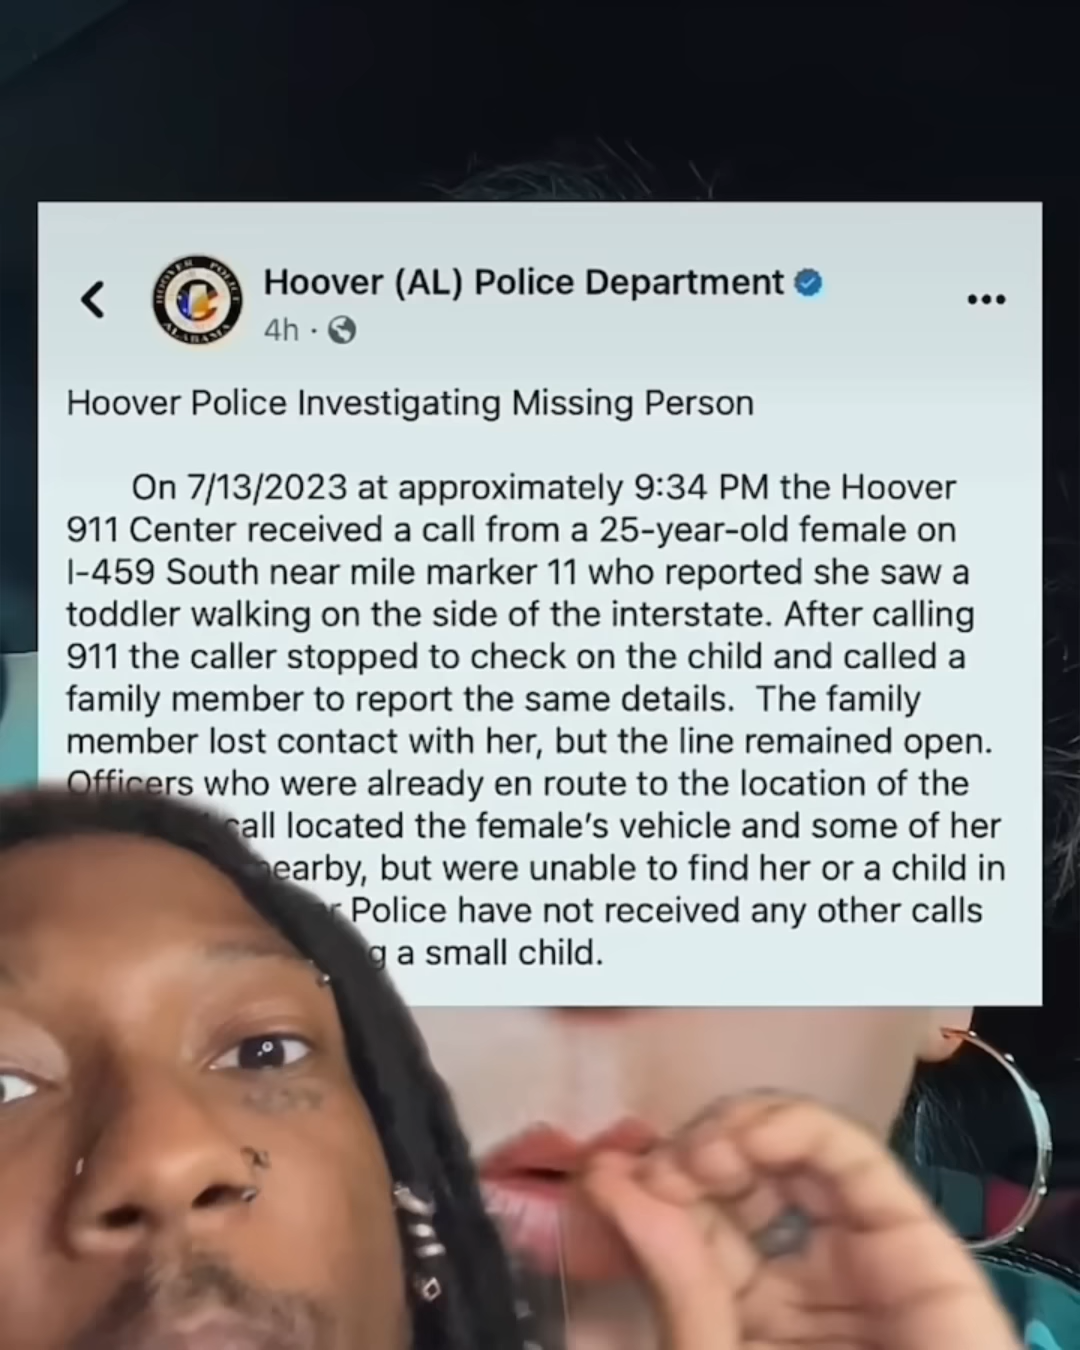 Hoover (AL) Police Department
4h ·
Hoover Police Investigating Missing Person
On 7/13/2023 at approximately 9:34 PM the Hoover
911 Center received a call from a 25-year-old female on
I-459 South near mile marker 11 who reported she saw a
toddler walking on the side of the interstate. After calling
911 the caller stopped to check on the child and called a
family member to report the same details. The family
member lost contact with her, but the line remained open.
Officers who were already en route to the location of the
call located the female's vehicle and some of her
but were unable to find her or a child in
Police have not received any other calls
a small child.